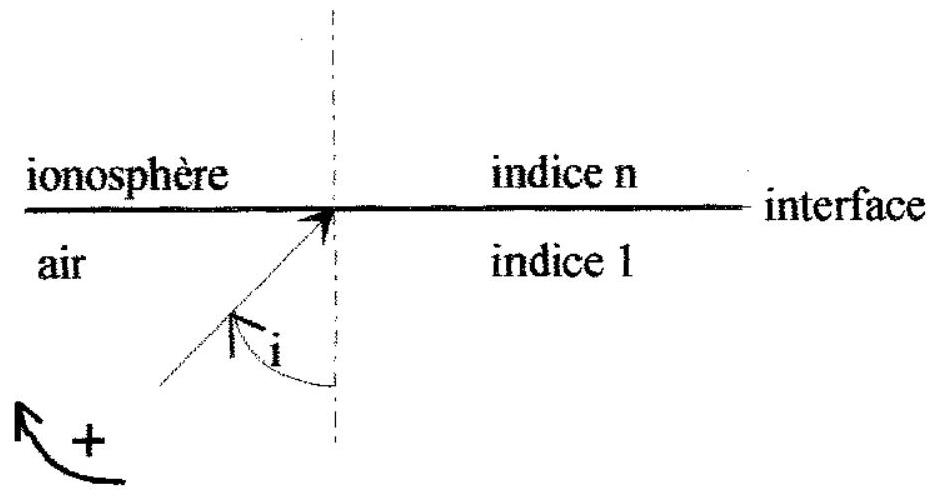 ionosphère indice n
interface
air indice 1
i
+